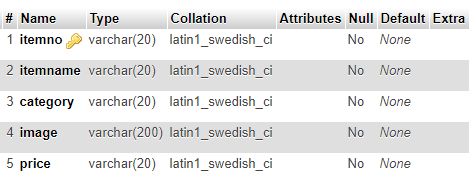 # Name Type Collation Attributes Null Default Extra
1 itemno varchar(20) latin1_swedish_ci No None
2 itemname varchar(20) latin1_swedish_ci No None
3 category varchar(20) latin1_swedish_ci No None
4 image varchar(200) latin1_swedish_ci No None
5 price varchar(20) latin1_swedish_ci No None